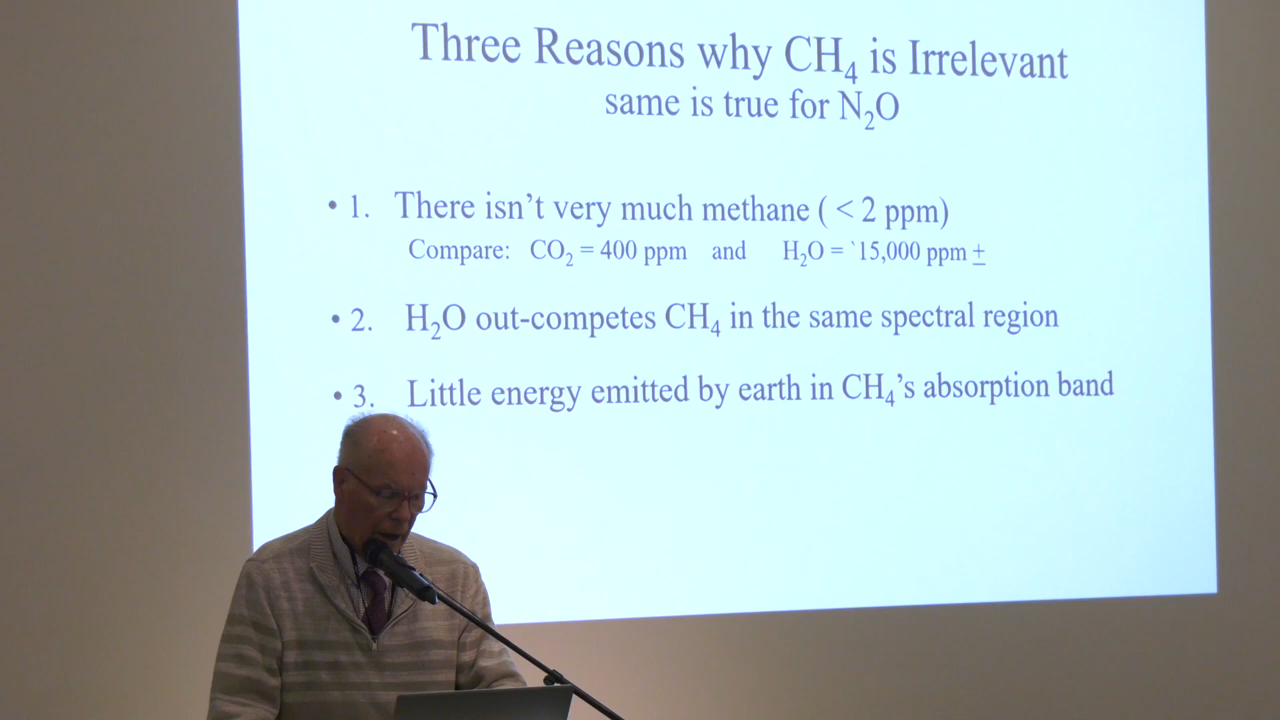 Three Reasons why CH₄ is Irrelevant
same is true for N₂O
• 1. There isn't very much methane ( < 2 ppm)
Compare: CO₂ = 400 ppm and H₂O = `15,000 ppm ±
• 2. H₂O out-competes CH₄ in the same spectral region
• 3. Little energy emitted by earth in CH₄'s absorption band